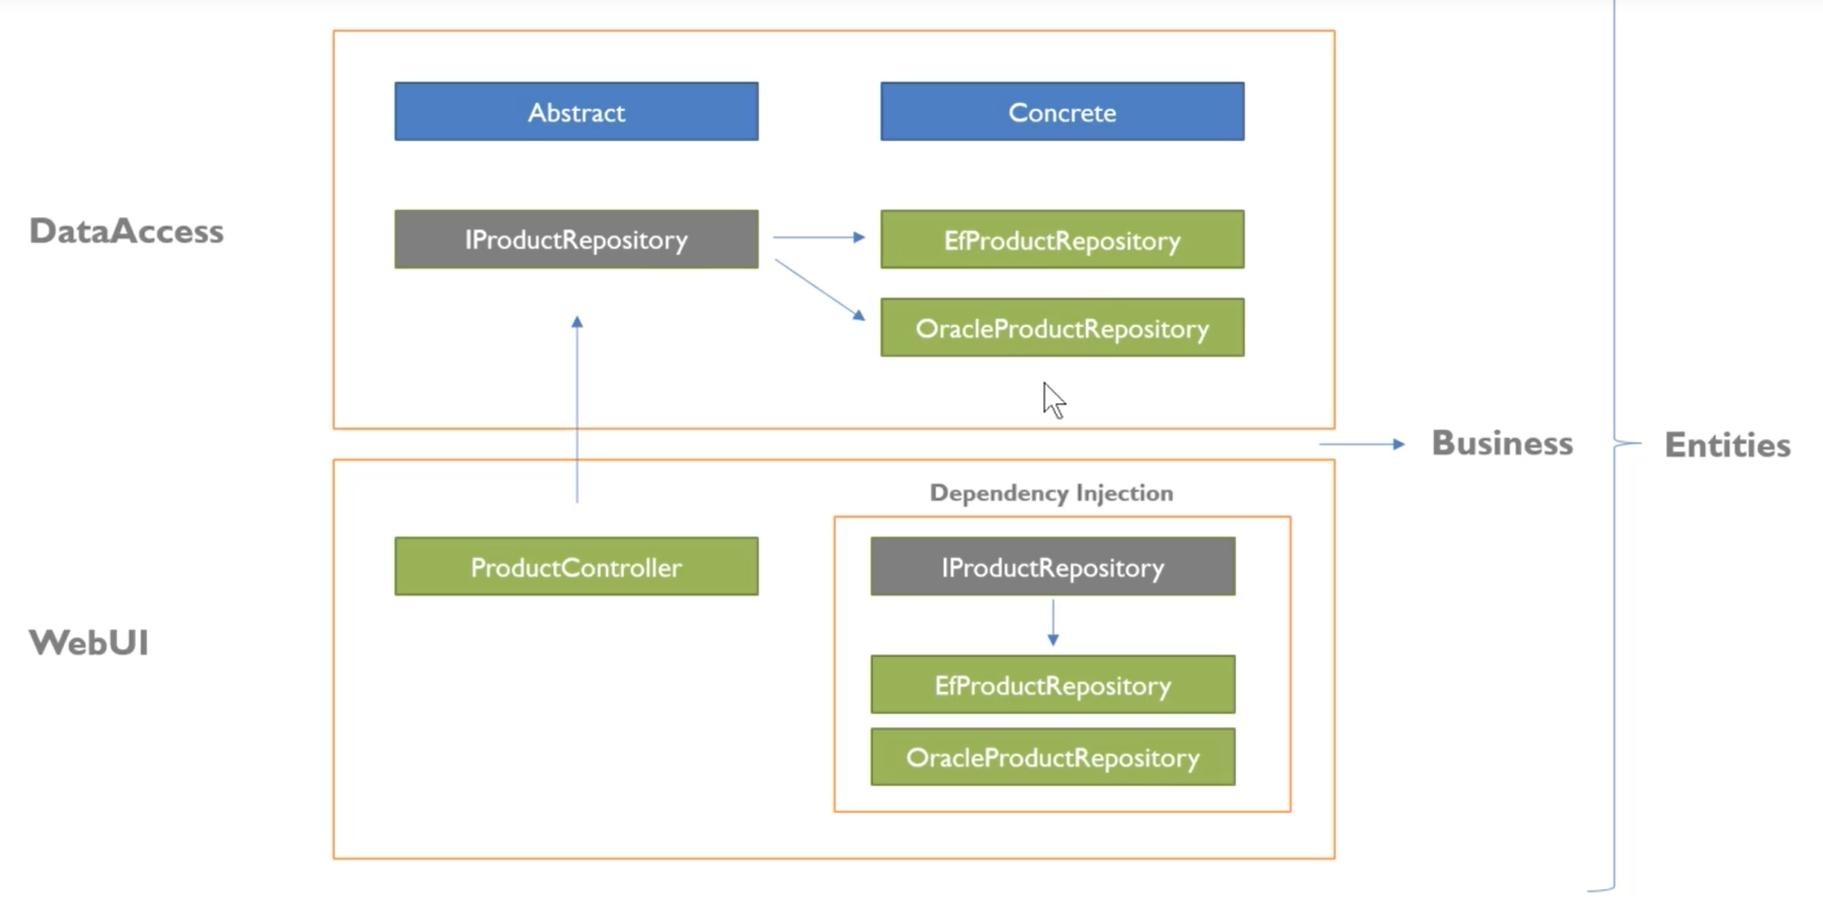 Abstract
Concrete
DataAccess
IProductRepository
EfProductRepository
OracleProductRepository
Business
Entities
Dependency Injection
ProductController
IProductRepository
WebUI
EfProductRepository
OracleProductRepository